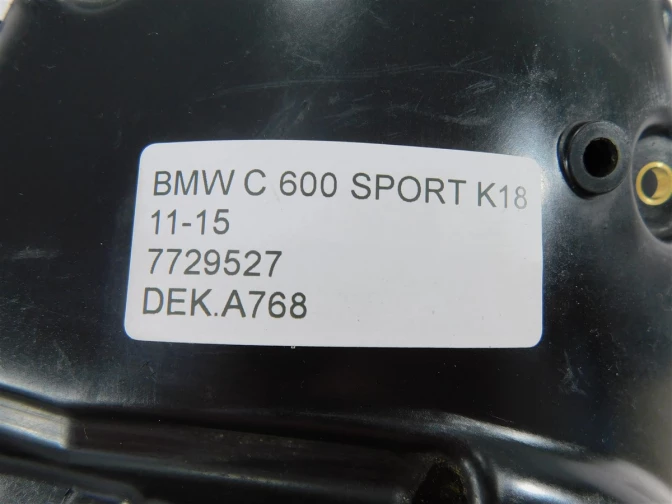 BMW C 600 SPORT K18
11-15
7729527
DEK.A768